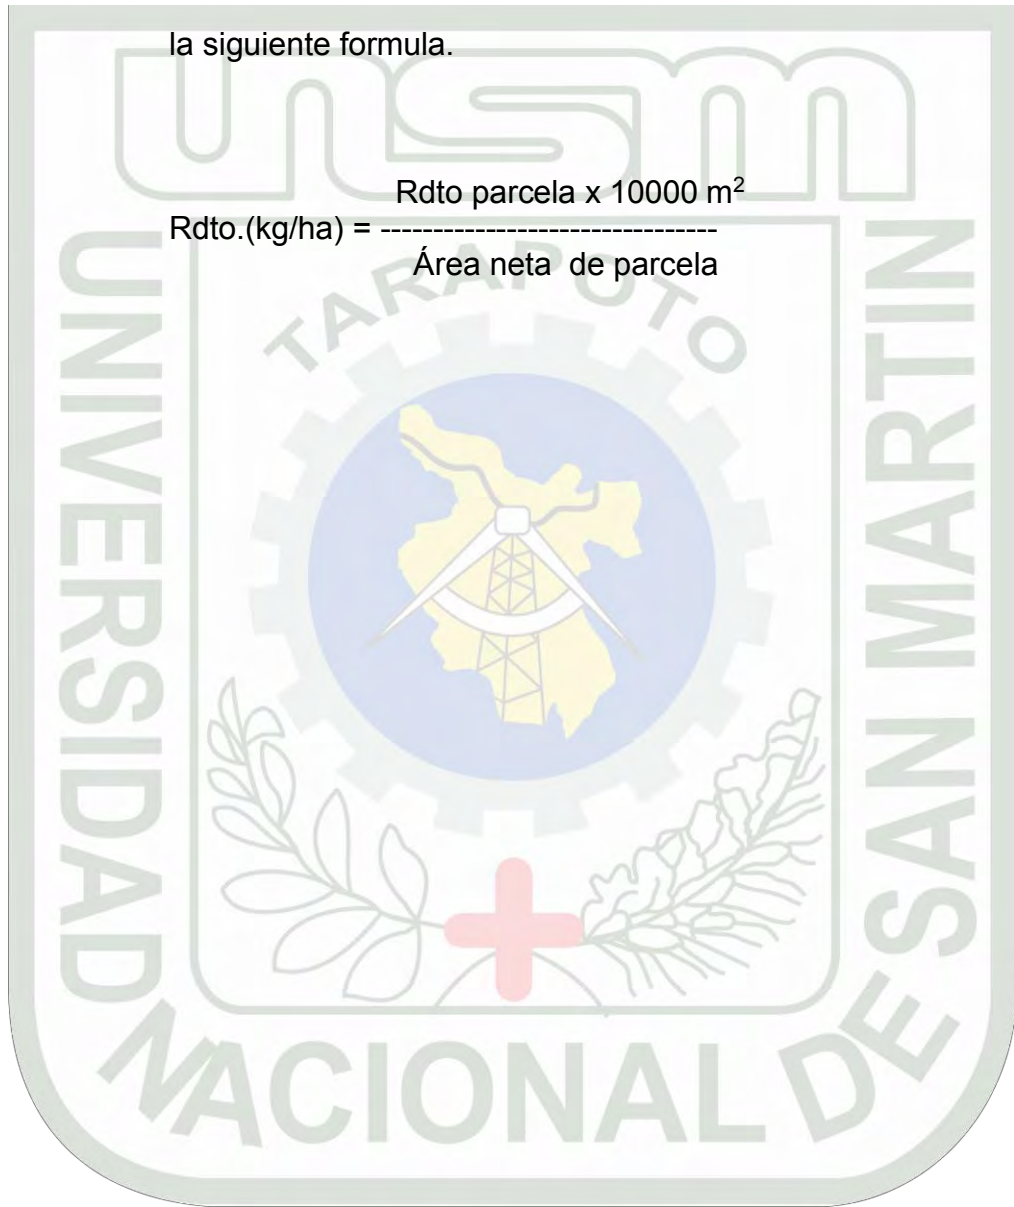 la siguiente formula.
Rdto parcela x 10000 m²
Rdto.(kg/ha) = --------------------------------
Área neta de parcela
unsm
TARAPOTO
UNIVERSIDAD NACIONAL DE SAN MARTIN